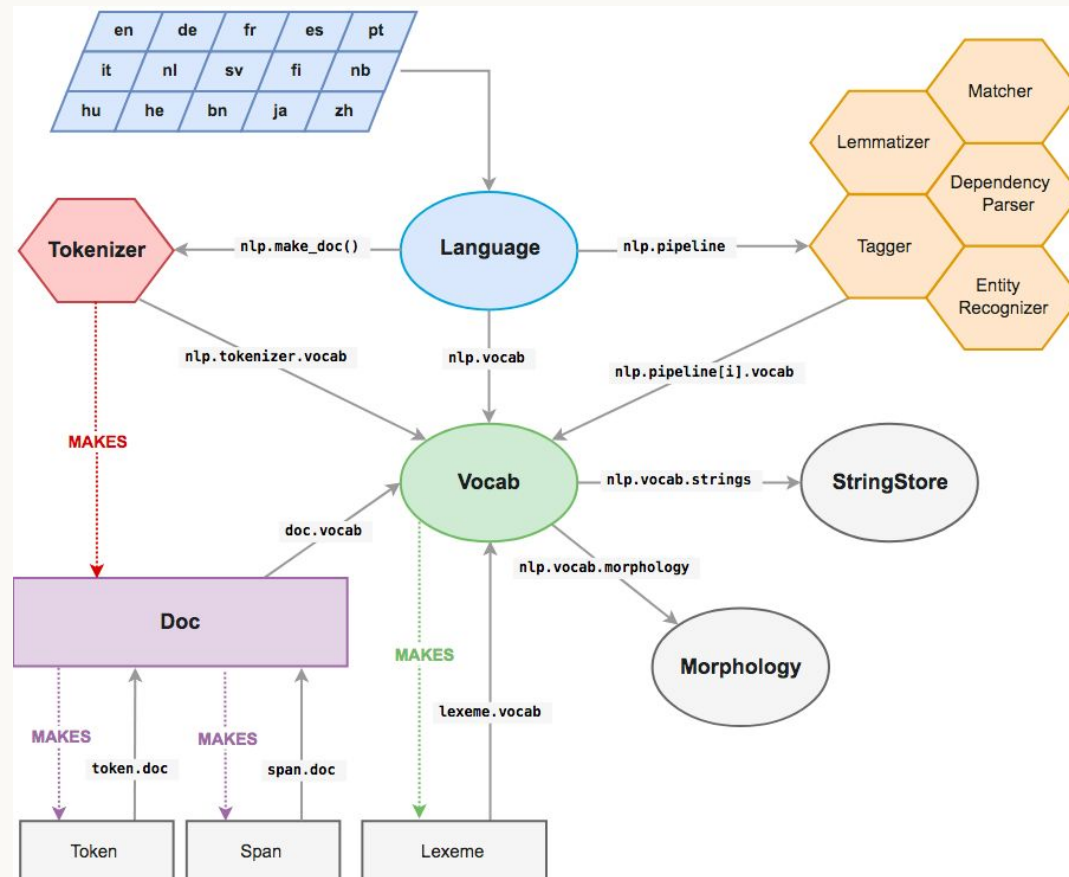 en de fr es pt
it nl sv fi nb
hu he bn ja zh
Matcher
Lemmatizer
Dependency
Parser
Tokenizer
nlp.make_doc()
Language
nlp.pipeline
Tagger
Entity
Recognizer
nlp.tokenizer.vocab
nlp.vocab
nlp.pipeline[i].vocab
MAKES
Vocab
nlp.vocab.strings
StringStore
doc.vocab
nlp.vocab.morphology
Doc
MAKES
Morphology
lexeme.vocab
MAKES
MAKES
token.doc
span.doc
Token
Span
Lexeme